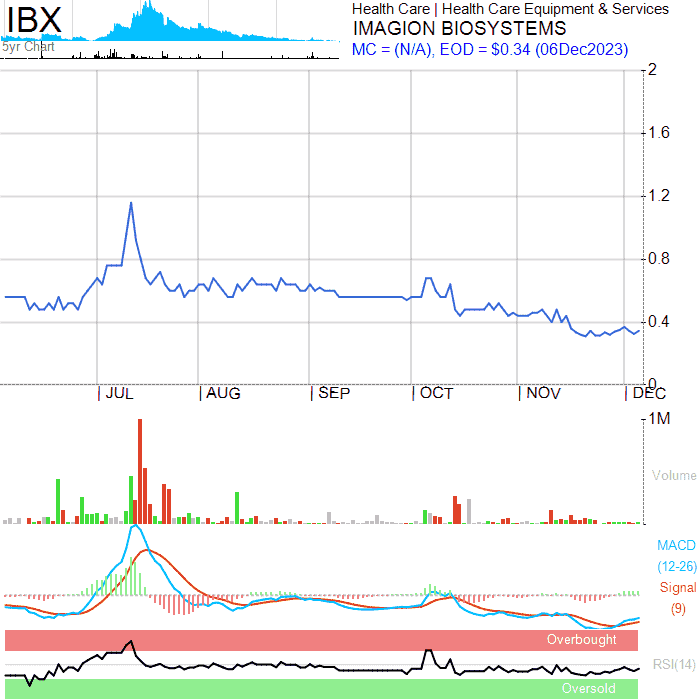 IBX
5yr Chart
Health Care | Health Care Equipment & Services
IMAGION BIOSYSTEMS
MC = (N/A), EOD = $0.34 (06Dec2023)
2
1.6
1.2
0.8
0.4
0
JUL AUG SEP OCT NOV DEC
1M
Volume
MACD
(12-26)
Signal
(9)
Overbought
RSI(14)
Oversold